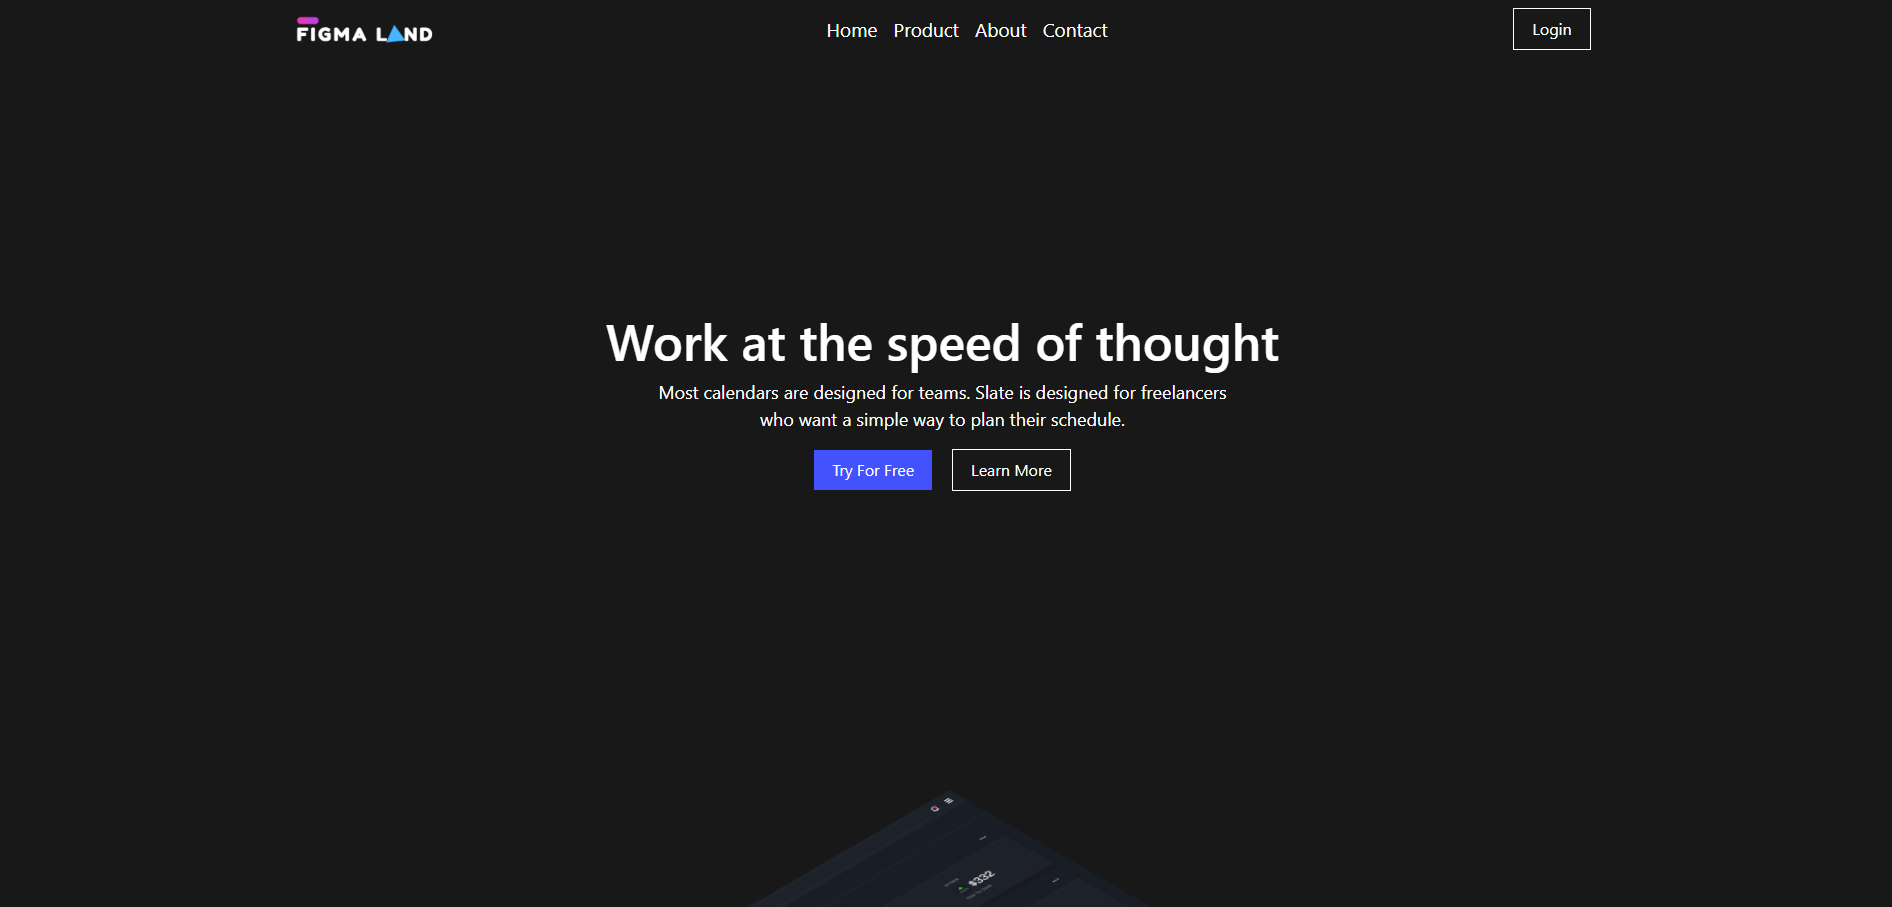 FIGMA LAND
Home Product About Contact
Login
Work at the speed of thought
Most calendars are designed for teams. Slate is designed for freelancers
who want a simple way to plan their schedule.
Try For Free
Learn More
$332